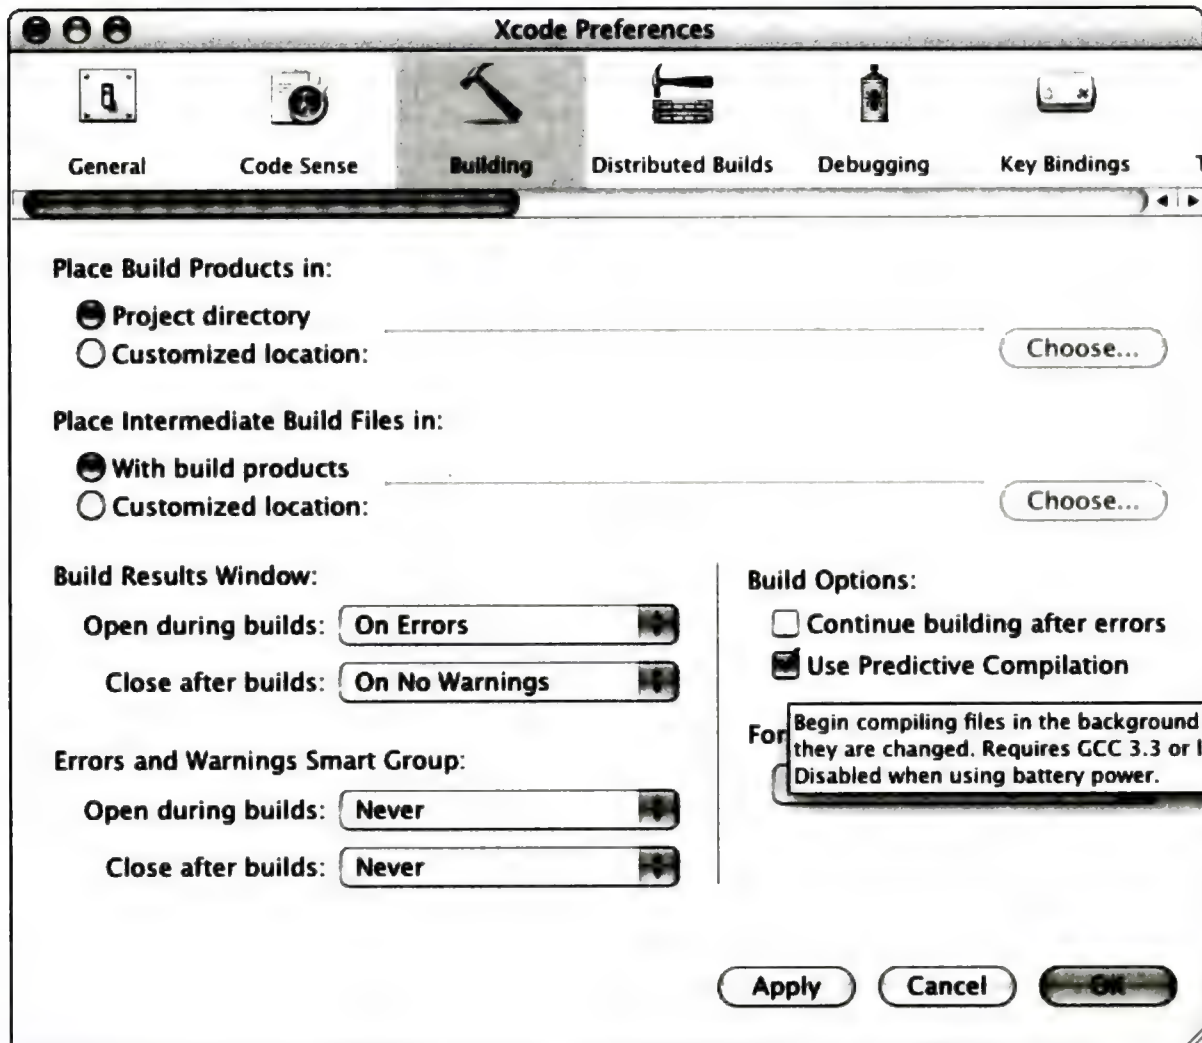 Xcode Preferences
General Code Sense Building Distributed Builds Debugging Key Bindings
Place Build Products in:
Project directory
Customized location:
Choose...
Place Intermediate Build Files in:
With build products
Customized location:
Choose...
Build Results Window:
Open during builds: On Errors
Close after builds: On No Warnings
Errors and Warnings Smart Group:
Open during builds: Never
Close after builds: Never
Build Options:
Continue building after errors
Use Predictive Compilation
For
Begin compiling files in the background
they are changed. Requires GCC 3.3 or
Disabled when using battery power.
Apply Cancel OK